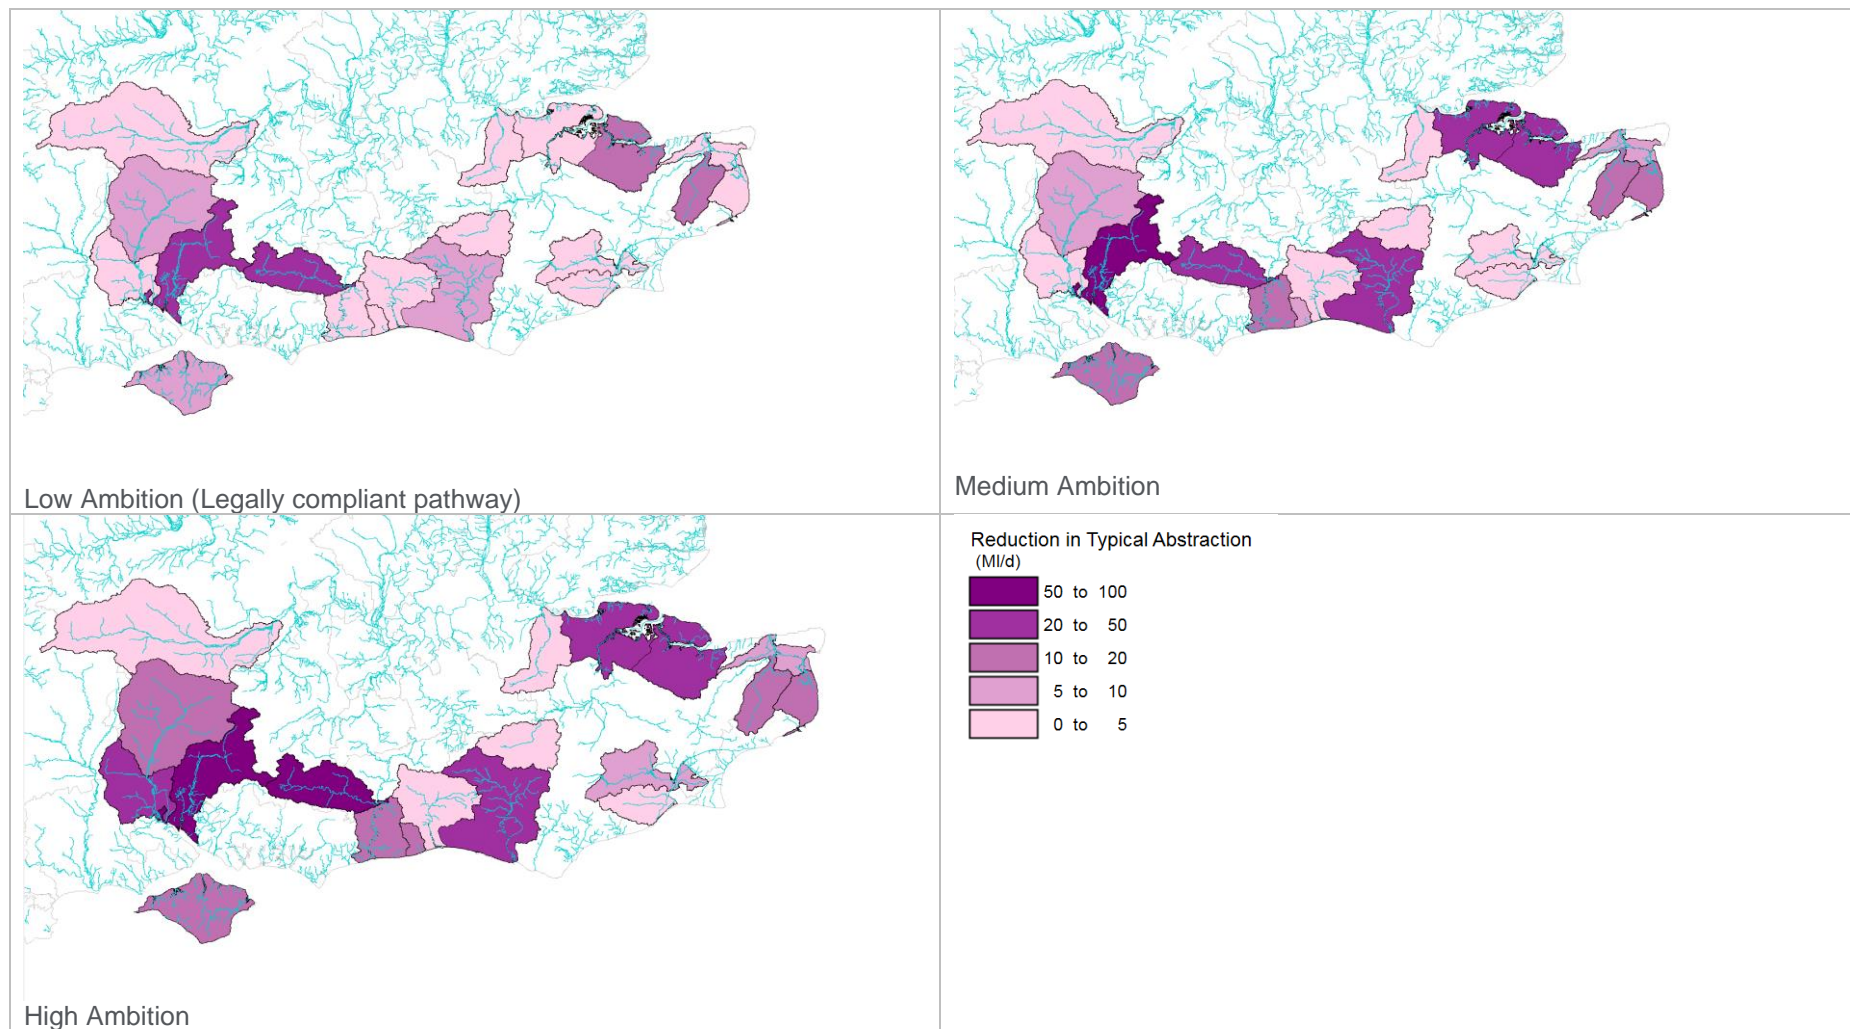 Low Ambition (Legally compliant pathway)
Medium Ambition
High Ambition
Reduction in Typical Abstraction
(Ml/d)
50 to 100
20 to 50
10 to 20
5 to 10
0 to 5